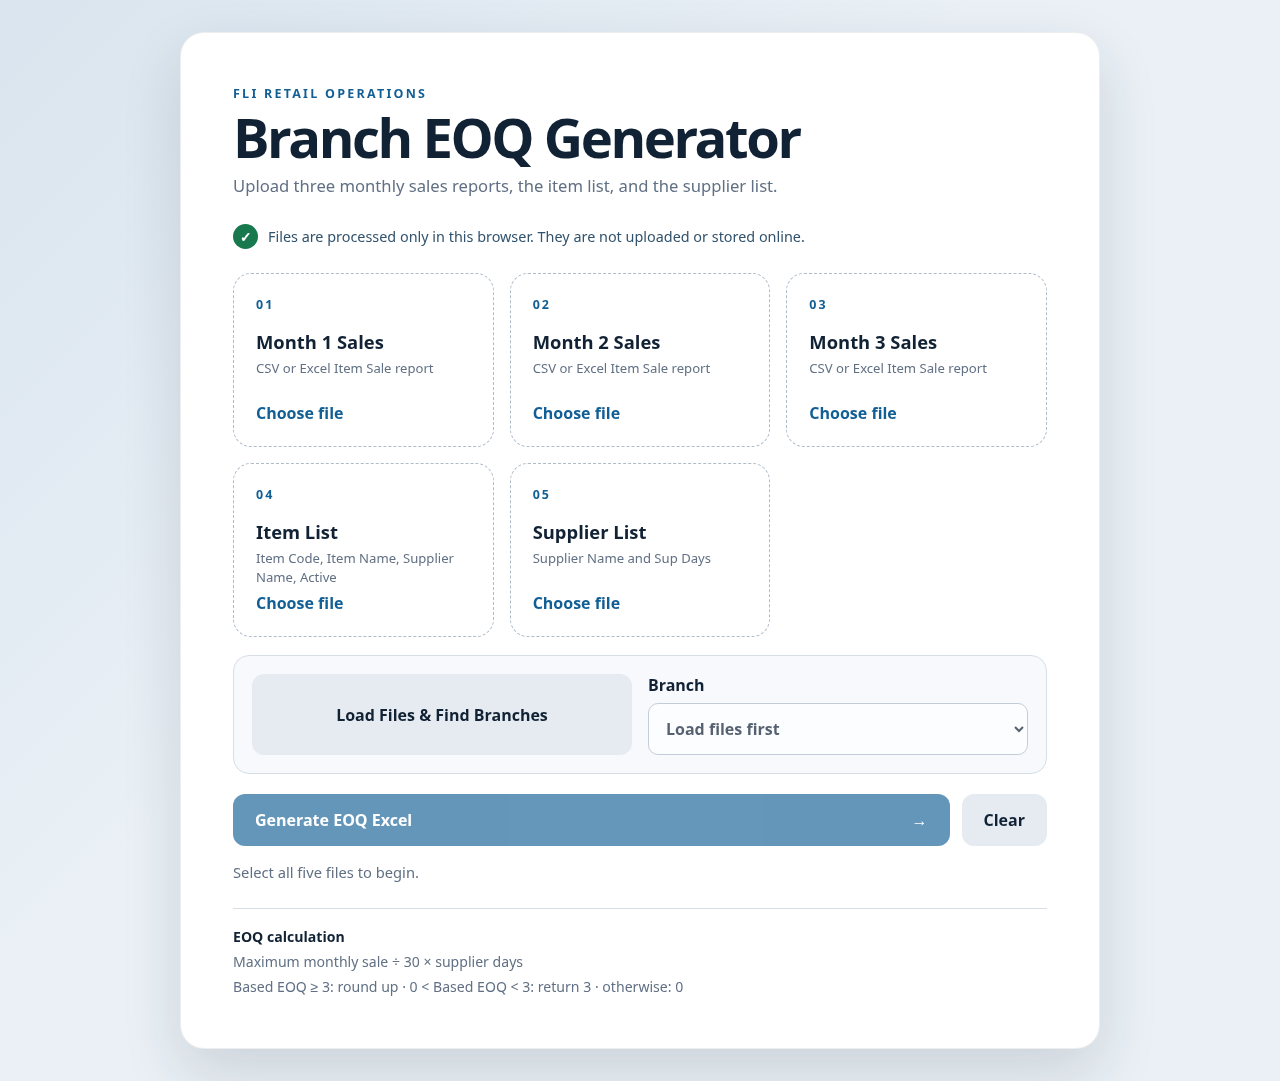 FLI RETAIL OPERATIONS
Branch EOQ Generator
Upload three monthly sales reports, the item list, and the supplier list.
✓ Files are processed only in this browser. They are not uploaded or stored online.
01
Month 1 Sales
CSV or Excel Item Sale report
Choose file
02
Month 2 Sales
CSV or Excel Item Sale report
Choose file
03
Month 3 Sales
CSV or Excel Item Sale report
Choose file
04
Item List
Item Code, Item Name, Supplier
Name, Active
Choose file
05
Supplier List
Supplier Name and Sup Days
Choose file
Load Files & Find Branches
Branch
Load files first
Generate EOQ Excel →
Clear
Select all five files to begin.
EOQ calculation
Maximum monthly sale ÷ 30 × supplier days
Based EOQ ≥ 3: round up · 0 < Based EOQ < 3: return 3 · otherwise: 0